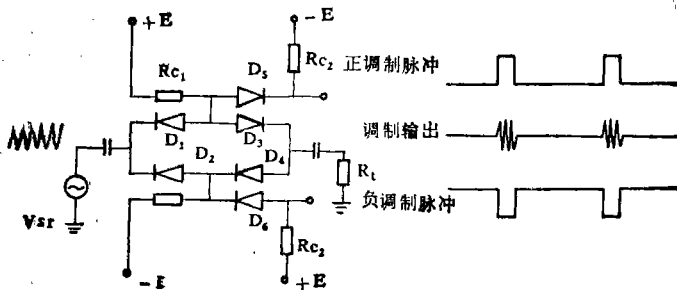 +E
-E
Rc₁
D₅
Rc₂
正调制脉冲
D₁
D₃
调制输出
D₂
D₄
Rₜ
Vsr
D₆
负调制脉冲
Rc₂
-E
+E